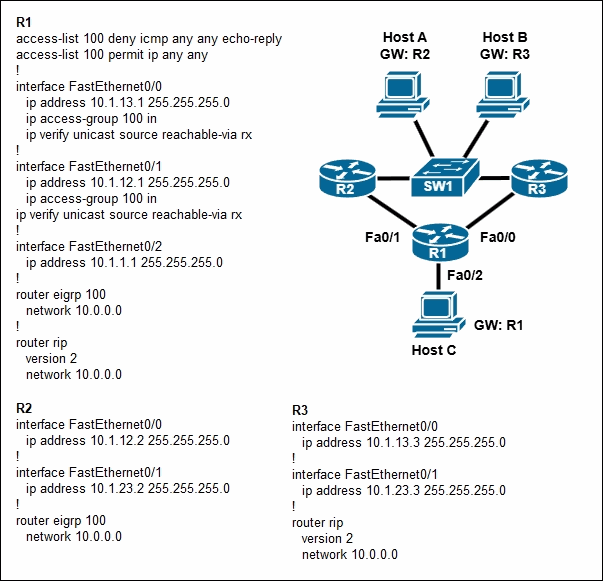 R1
access-list 100 deny icmp any any echo-reply
access-list 100 permit ip any any
!
interface FastEthernet0/0
ip address 10.1.13.1 255.255.255.0
ip access-group 100 in
ip verify unicast source reachable-via rx
!
interface FastEthernet0/1
ip address 10.1.12.1 255.255.255.0
ip access-group 100 in
ip verify unicast source reachable-via rx
!
interface FastEthernet0/2
ip address 10.1.1.1 255.255.255.0
!
router eigrp 100
network 10.0.0.0
!
router rip
version 2
network 10.0.0.0
Host A
GW: R2
Host B
GW: R3
R2
SW1
R3
Fa0/1
Fa0/0
R1
Fa0/2
GW: R1
Host C
R2
interface FastEthernet0/0
ip address 10.1.12.2 255.255.255.0
!
interface FastEthernet0/1
ip address 10.1.23.2 255.255.255.0
!
router eigrp 100
network 10.0.0.0
R3
interface FastEthernet0/0
ip address 10.1.13.3 255.255.255.0
!
interface FastEthernet0/1
ip address 10.1.23.3 255.255.255.0
!
router rip
version 2
network 10.0.0.0